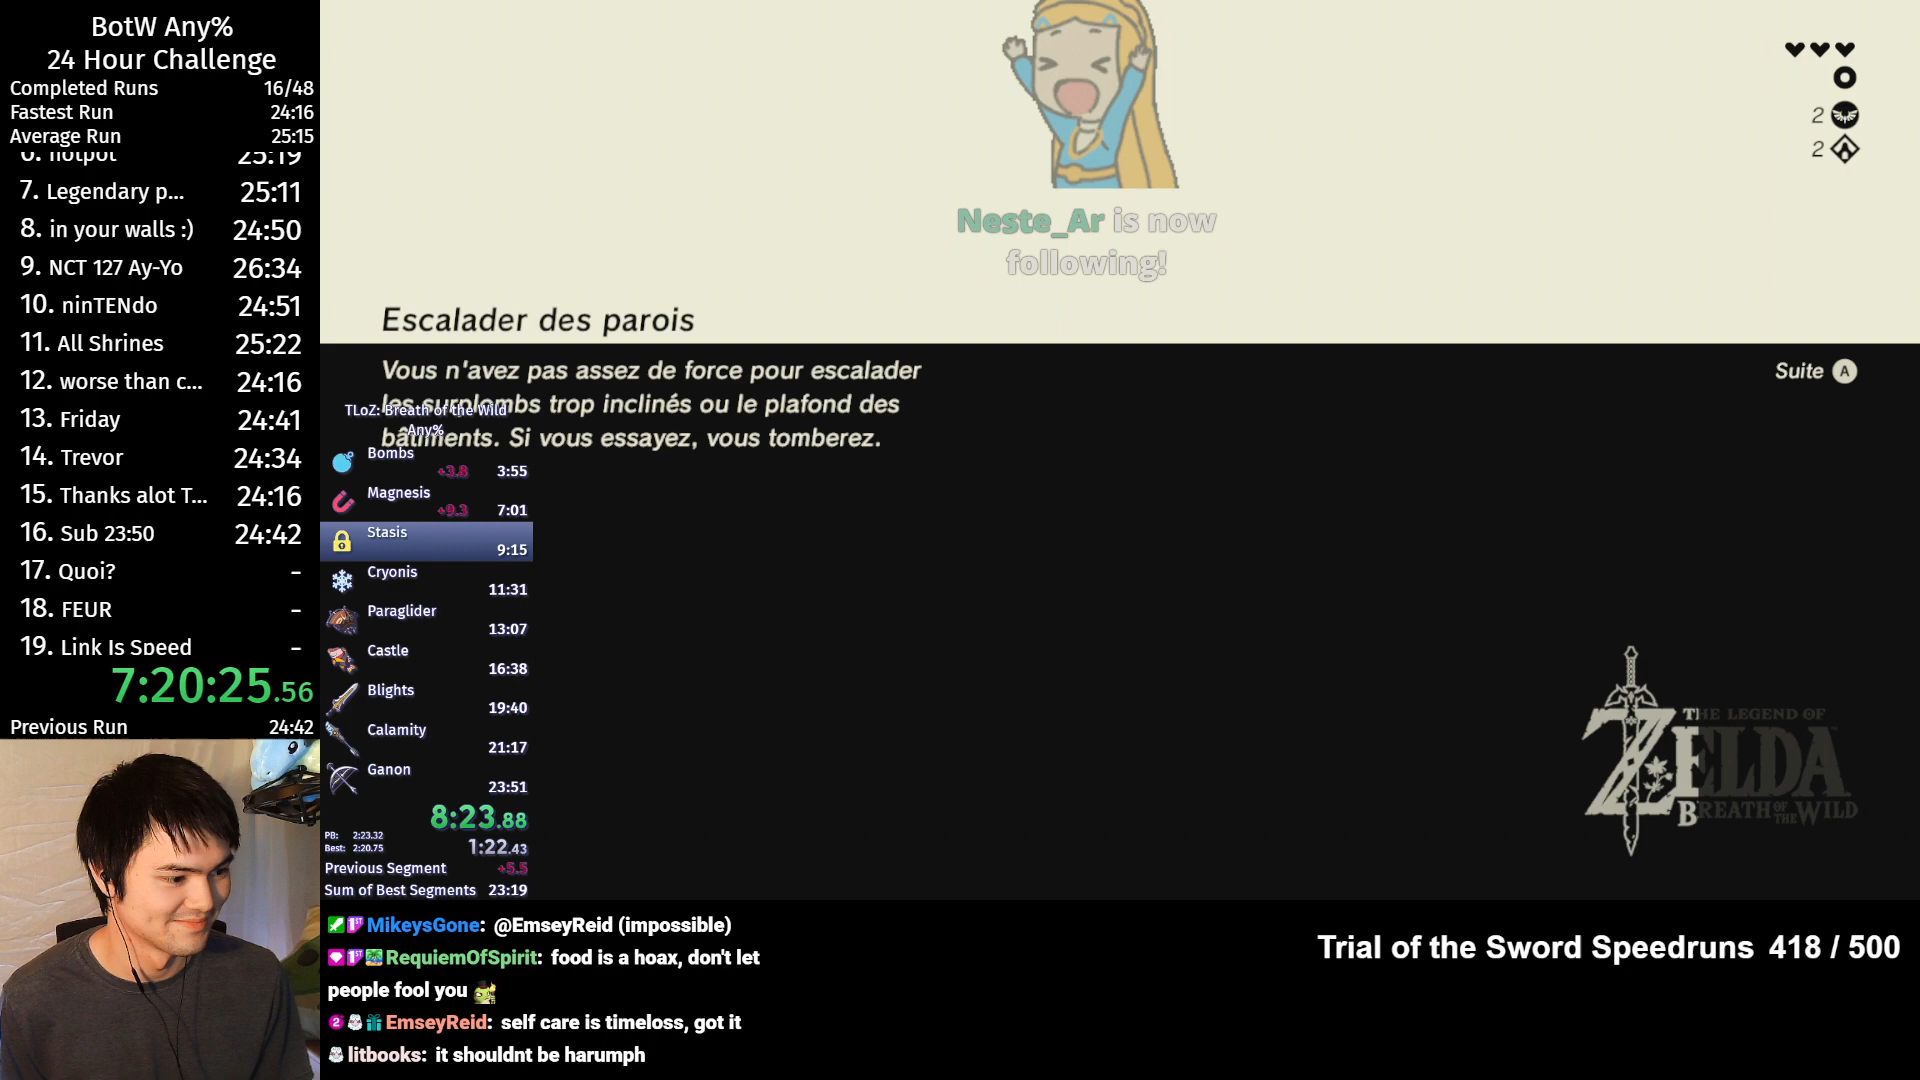 BotW Any%
24 Hour Challenge
Completed Runs 16/48
Fastest Run 24:16
Average Run 25:15
6. hotpot 25:19
7. Legendary p... 25:11
8. in your walls :) 24:50
9. NCT 127 Ay-Yo 26:34
10. ninTENdo 24:51
11. All Shrines 25:22
12. worse than c... 24:16
13. Friday 24:41
14. Trevor 24:34
15. Thanks alot T... 24:16
16. Sub 23:50 24:42
17. Quoi? -
18. FEUR -
19. Link Is Speed -
7:20:25.56
Previous Run 24:42
2
2
Neste_Ar is now
following!
Escalader des parois
Vous n'avez pas assez de force pour escalader
les surplombs trop inclinés ou le plafond des
bâtiments. Si vous essayez, vous tomberez.
Suite A
TLoZ: Breath of the Wild
Any%
Bombs
+3.8 3:55
Magnesis
+9.3 7:01
Stasis
9:15
Cryonis
11:31
Paraglider
13:07
Castle
16:38
Blights
19:40
Calamity
21:17
Ganon
23:51
8:23.88
PB: 2:23.32
Best: 2:20.75
1:22.43
Previous Segment +5.5
Sum of Best Segments 23:19
THE LEGEND OF
ZELDA
BREATH OF THE WILD
MikeysGone: @EmseyReid (impossible)
RequiemOfSpirit: food is a hoax, don't let
people fool you
2 EmseyReid: self care is timeloss, got it
litbooks: it shouldnt be harumph
Trial of the Sword Speedruns 418 / 500